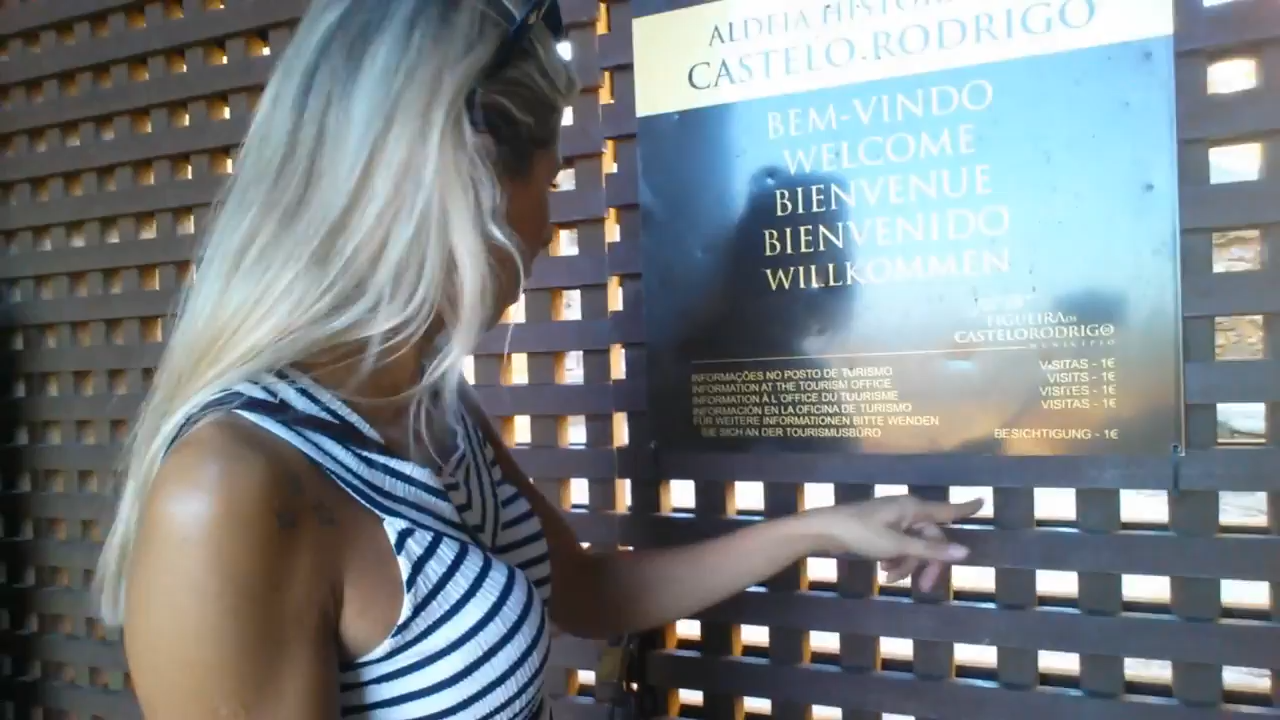 ALDEIA HISTÓR
CASTELO.RODRIGO
BEM-VINDO
WELCOME
BIENVENUE
BIENVENIDO
WILLKOMMEN
FIGUEIRA DE
CASTELO RODRIGO
MUNICÍPIO
INFORMAÇÕES NO POSTO DE TURISMO VISITAS - 1€
INFORMATION AT THE TOURISM OFFICE VISITS - 1€
INFORMATION À L'OFFICE DU TOURISME VISITES - 1€
INFORMACIÓN EN LA OFICINA DE TURISMO VISITAS - 1€
FÜR WEITERE INFORMATIONEN BITTE WENDEN
SIE SICH AN DER TOURISMUSBÜRO BESICHTIGUNG - 1€